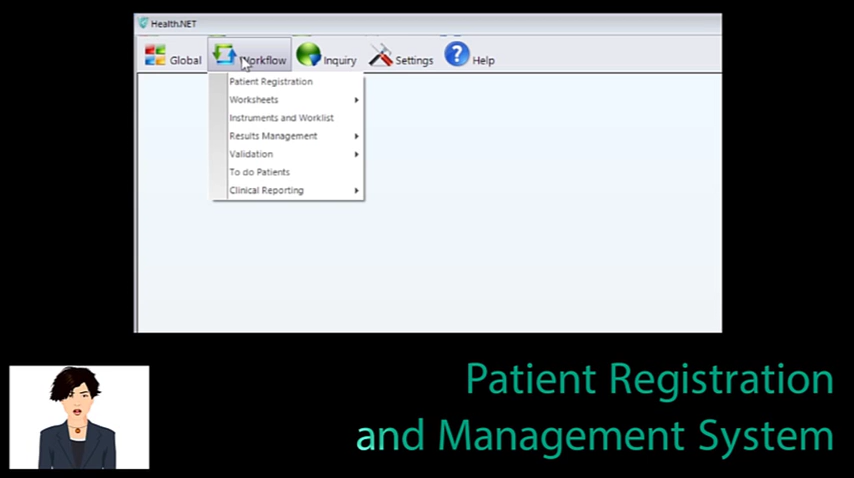 Health.NET
Global Workflow Inquiry Settings Help
Patient Registration
Worksheets
Instruments and Worklist
Results Management
Validation
To do Patients
Clinical Reporting
Patient Registration
and Management System